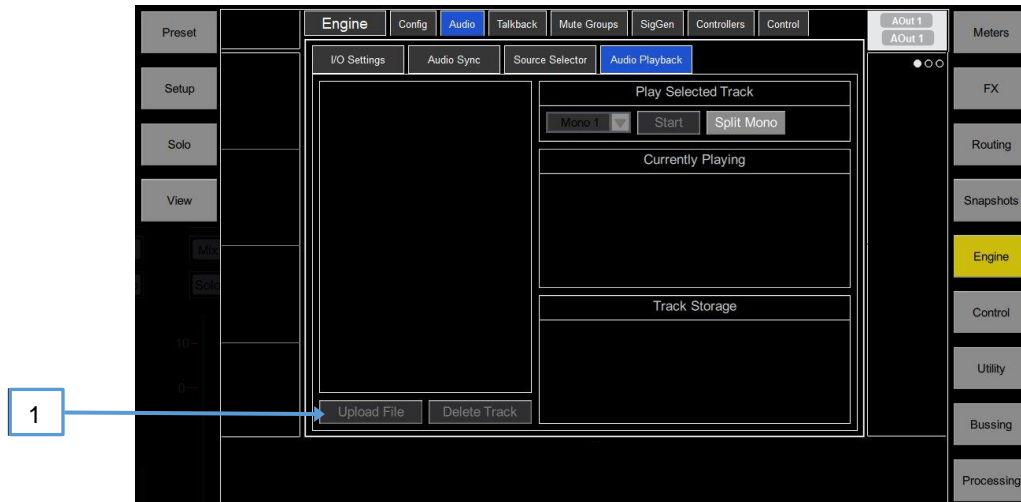 Preset
Setup
Solo
View
Engine Config Audio Talkback Mute Groups SigGen Controllers Control
I/O Settings Audio Sync Source Selector Audio Playback
Play Selected Track
Mono 1 Start Split Mono
Currently Playing
Track Storage
Upload File Delete Track
AOut 1
AOut 1
Meters
FX
Routing
Snapshots
Engine
Control
Utility
Bussing
Processing
Mix
Solo
10
0
1